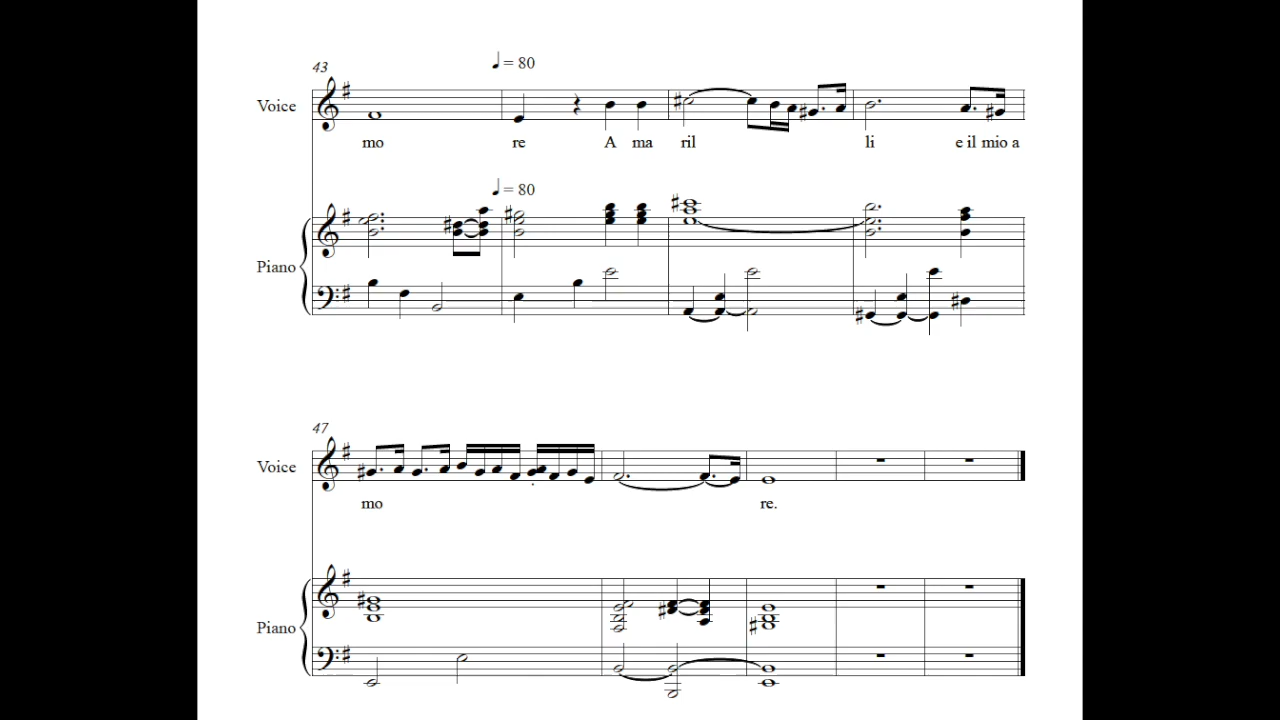 43
♩ = 80
Voice
mo re A ma ril li e il mio a
♩ = 80
Piano
47
Voice
mo re.
Piano